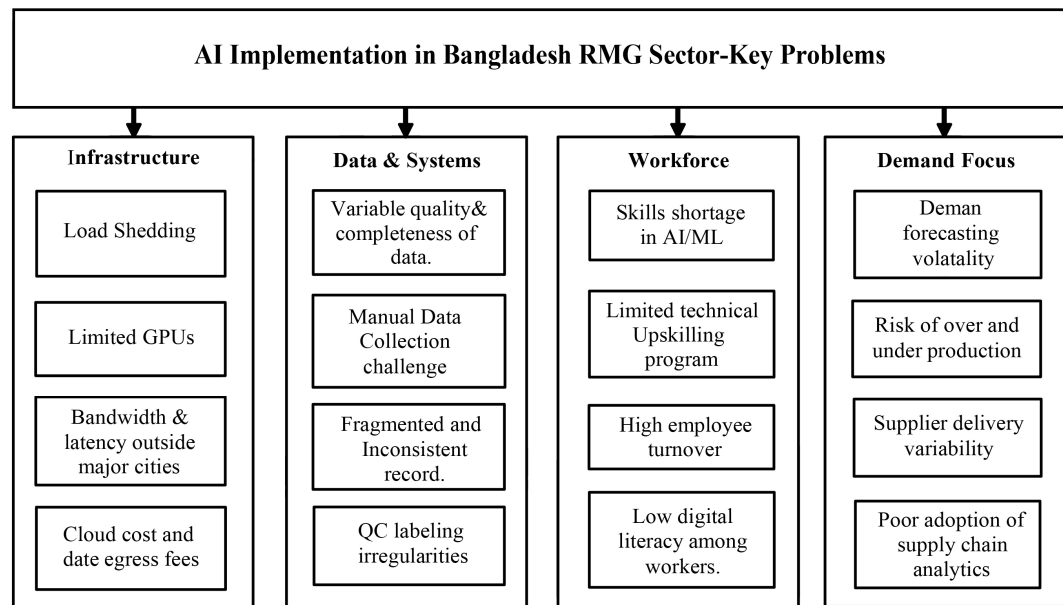 AI Implementation in Bangladesh RMG Sector-Key Problems
Infrastructure
Load Shedding
Limited GPUs
Bandwidth &
latency outside
major cities
Cloud cost and
date egress fees
Data & Systems
Variable quality&
completeness of
data.
Manual Data
Collection
challenge
Fragmented and
Inconsistent
record.
QC labeling
irregularities
Workforce
Skills shortage
in AI/ML
Limited technical
Upskilling
program
High employee
turnover
Low digital
literacy among
workers.
Demand Focus
Deman
forecasting
volatality
Risk of over and
under production
Supplier delivery
variability
Poor adoption of
supply chain
analytics